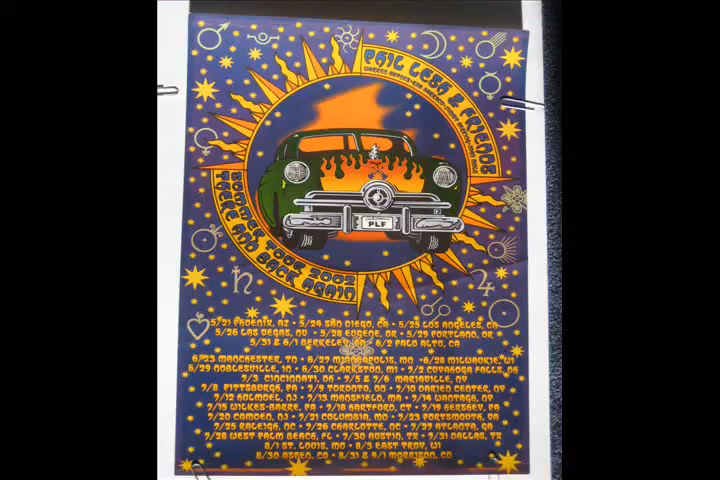 PHIL LESH & FRIENDS
SUMMER TOUR 2002
THERE AND BACK AGAIN
PLF
5/21 PHOENIX, AZ • 5/24 SAN DIEGO, CA • 5/25 LOS ANGELES, CA
5/26 LAS VEGAS, NV • 5/28 EUGENE, OR • 5/29 PORTLAND, OR
5/31 & 6/1 BERKELEY, CA • 6/2 PALO ALTO, CA
6/23 MANCHESTER, TN • 6/27 MINNEAPOLIS, MN • 6/28 MILWAUKIE, WI
6/29 NOBLESVILLE, IN • 6/30 CLARKSTON, MI • 7/2 CUYAHOGA FALLS, OH
7/3 CINCINNATI, OH • 7/5 & 7/6 MARIAVILLE, NY
7/8 PITTSBURGH, PA • 7/9 TORONTO, ON • 7/10 DARIEN CENTER, NY
7/12 HOLMDEL, NJ • 7/13 MANSFIELD, MA • 7/14 WANTAGH, NY
7/15 WILKES-BARRE, PA • 7/18 HARTFORD, CT • 7/19 HERSHEY, PA
7/20 CAMDEN, NJ • 7/21 COLUMBIA, MD • 7/23 PORTSMOUTH, VA
7/25 RALEIGH, NC • 7/26 CHARLOTTE, NC • 7/27 ATLANTA, GA
7/28 WEST PALM BEACH, FL • 7/30 AUSTIN, TX • 7/31 DALLAS, TX
8/1 ST. LOUIS, MO • 8/3 EAST TROY, WI
8/30 ASPEN, CO • 8/31 & 9/1 MORRISON, CO